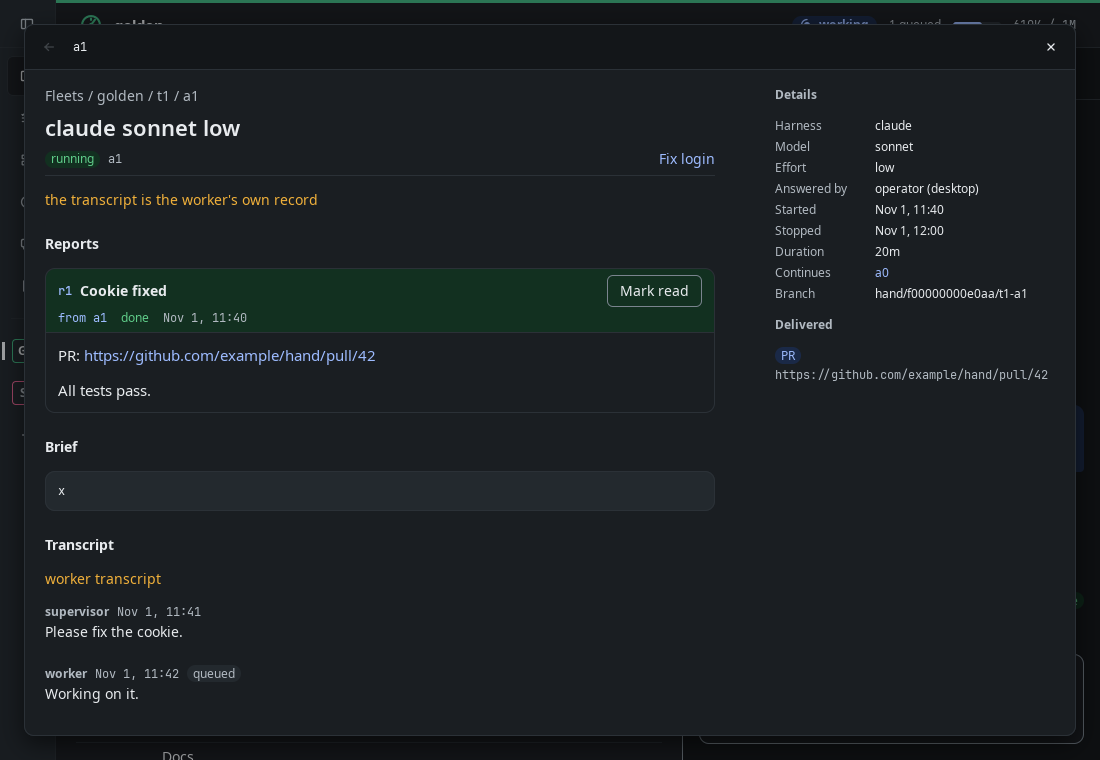 golden
working 1 queued
← a1 ✕
Fleets / golden / t1 / a1
claude sonnet low
running a1 Fix login
the transcript is the worker's own record
Reports
r1 Cookie fixed Mark read
from a1 done Nov 1, 11:40
PR: https://github.com/example/hand/pull/42
All tests pass.
Brief
x
Transcript
worker transcript
supervisor Nov 1, 11:41
Please fix the cookie.
worker Nov 1, 11:42 queued
Working on it.
Details
Harness claude
Model sonnet
Effort low
Answered by operator (desktop)
Started Nov 1, 11:40
Stopped Nov 1, 12:00
Duration 20m
Continues a0
Branch hand/f00000000e0aa/t1-a1
Delivered
PR
https://github.com/example/hand/pull/42
Docs